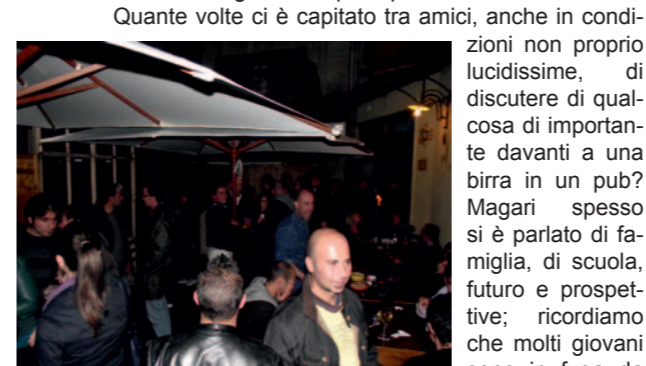 Quante volte ci è capitato tra amici, anche in condi-
zioni non proprio
lucidissime, di
discutere di qual-
cosa di importan-
te davanti a una
birra in un pub?
Magari spesso
si è parlato di fa-
miglia, di scuola,
futuro e prospet-
tive; ricordiamo
che molti giovani